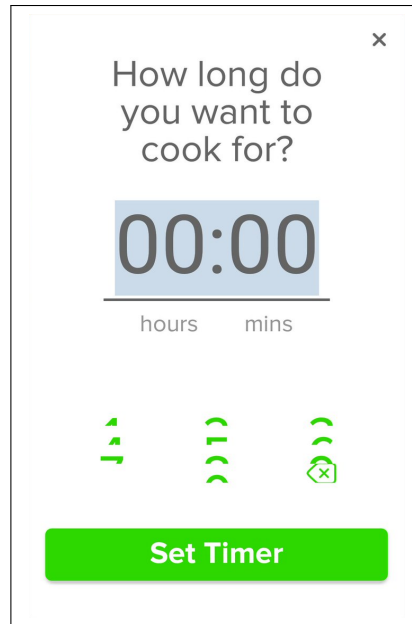 How long do
you want to
cook for?
00:00
hours mins
Set Timer